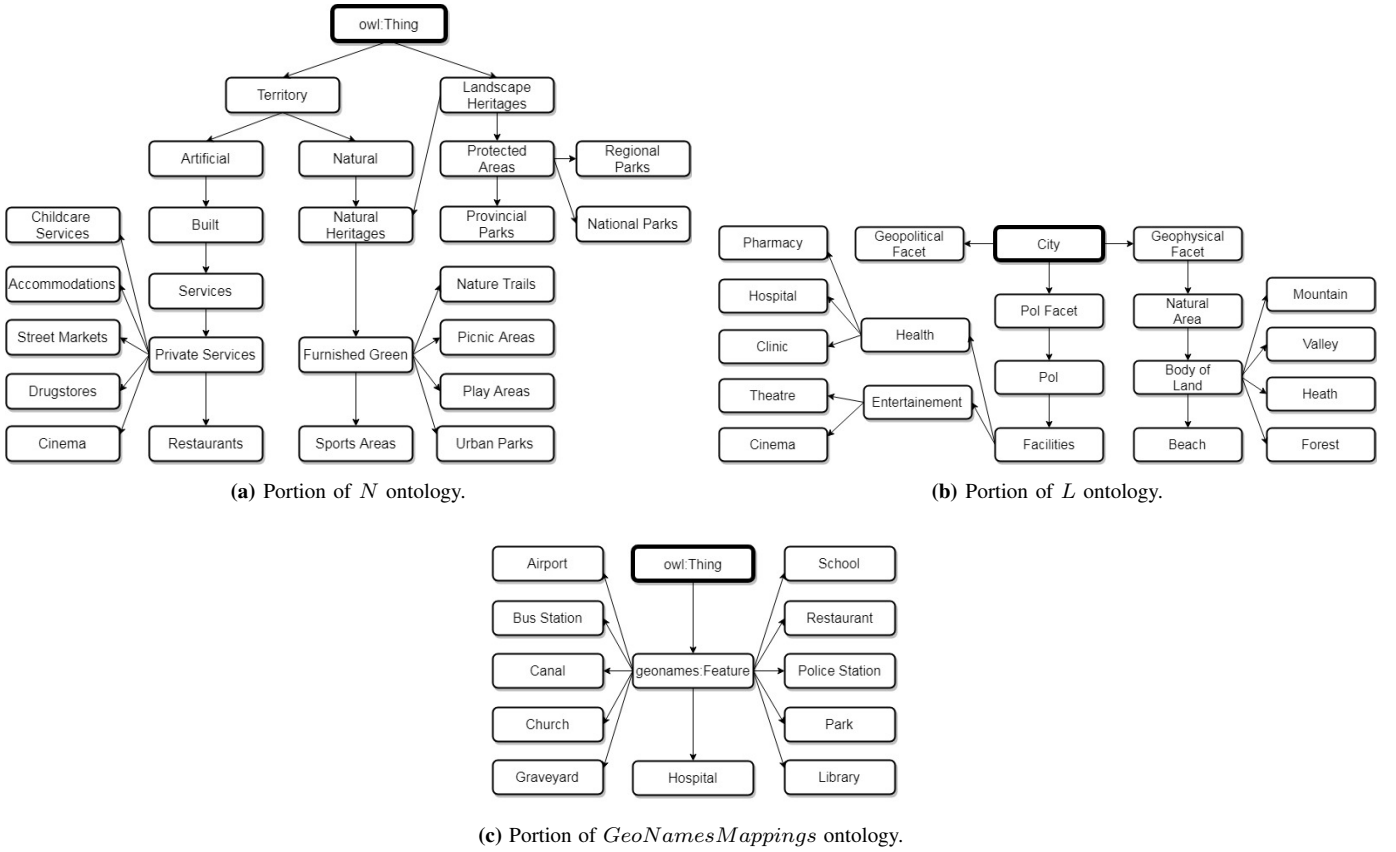 owl:Thing
Territory
Landscape
Heritages
Artificial
Natural
Protected
Areas
Regional
Parks
Childcare
Services
Built
Natural
Heritages
Provincial
Parks
National Parks
Accommodations
Services
Nature Trails
Street Markets
Private Services
Furnished Green
Picnic Areas
Drugstores
Play Areas
Cinema
Restaurants
Sports Areas
Urban Parks
(a) Portion of N ontology.
Pharmacy
Geopolitical
Facet
City
Geophysical
Facet
Hospital
Pol Facet
Natural
Area
Mountain
Clinic
Health
Valley
Theatre
Entertainement
Pol
Body of
Land
Heath
Cinema
Facilities
Beach
Forest
(b) Portion of L ontology.
Airport
owl:Thing
School
Bus Station
Restaurant
Canal
geonames:Feature
Police Station
Church
Park
Graveyard
Hospital
Library
(c) Portion of GeoNamesMappings ontology.